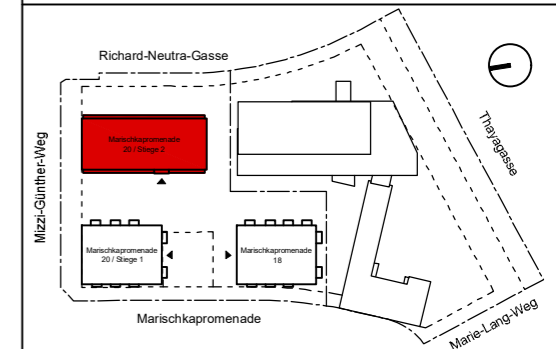 Richard-Neutra-Gasse
Mizzi-Günther-Weg
Thayagasse
Marischkapromenade
20 / Stiege 2
Marischkapromenade
20 / Stiege 1
Marischkapromenade
18
Marischkapromenade
Marie-Lang-Weg